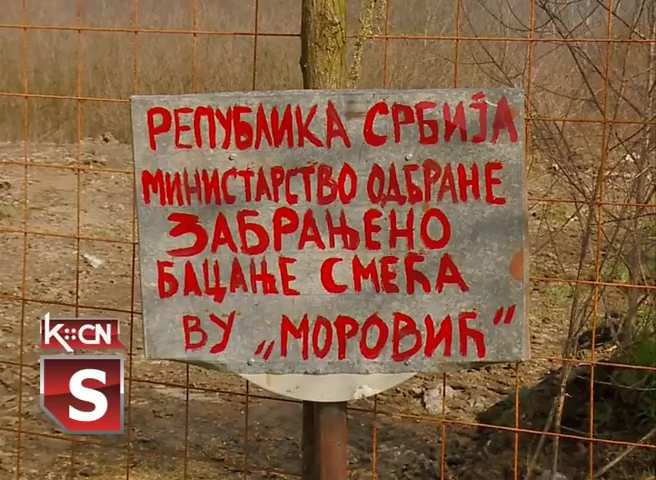 РЕПУБЛИКА СРБИЈА
МИНИСТАРСТВО ОДБРАНЕ
ЗАБРАЊЕНО
БАЦАЊЕ СМЕЋА
ВУ „МОРОВИЋ”
K::CN
S